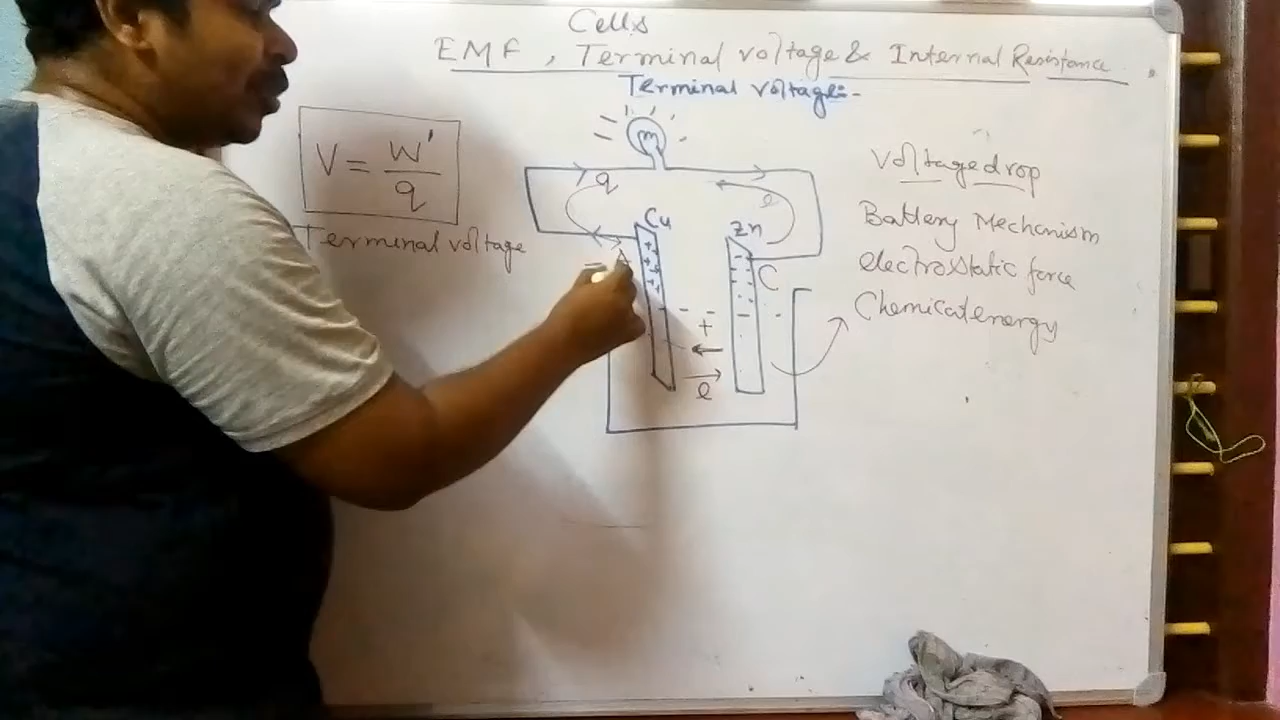 Cells
EMF, Terminal voltage & Internal Resistance
Terminal voltage:-
V = W'/q
Terminal voltage
q
e
Cu
Zn
A
C
+
e
Voltage drop
Battery Mechanism
electrostatic force
Chemical energy